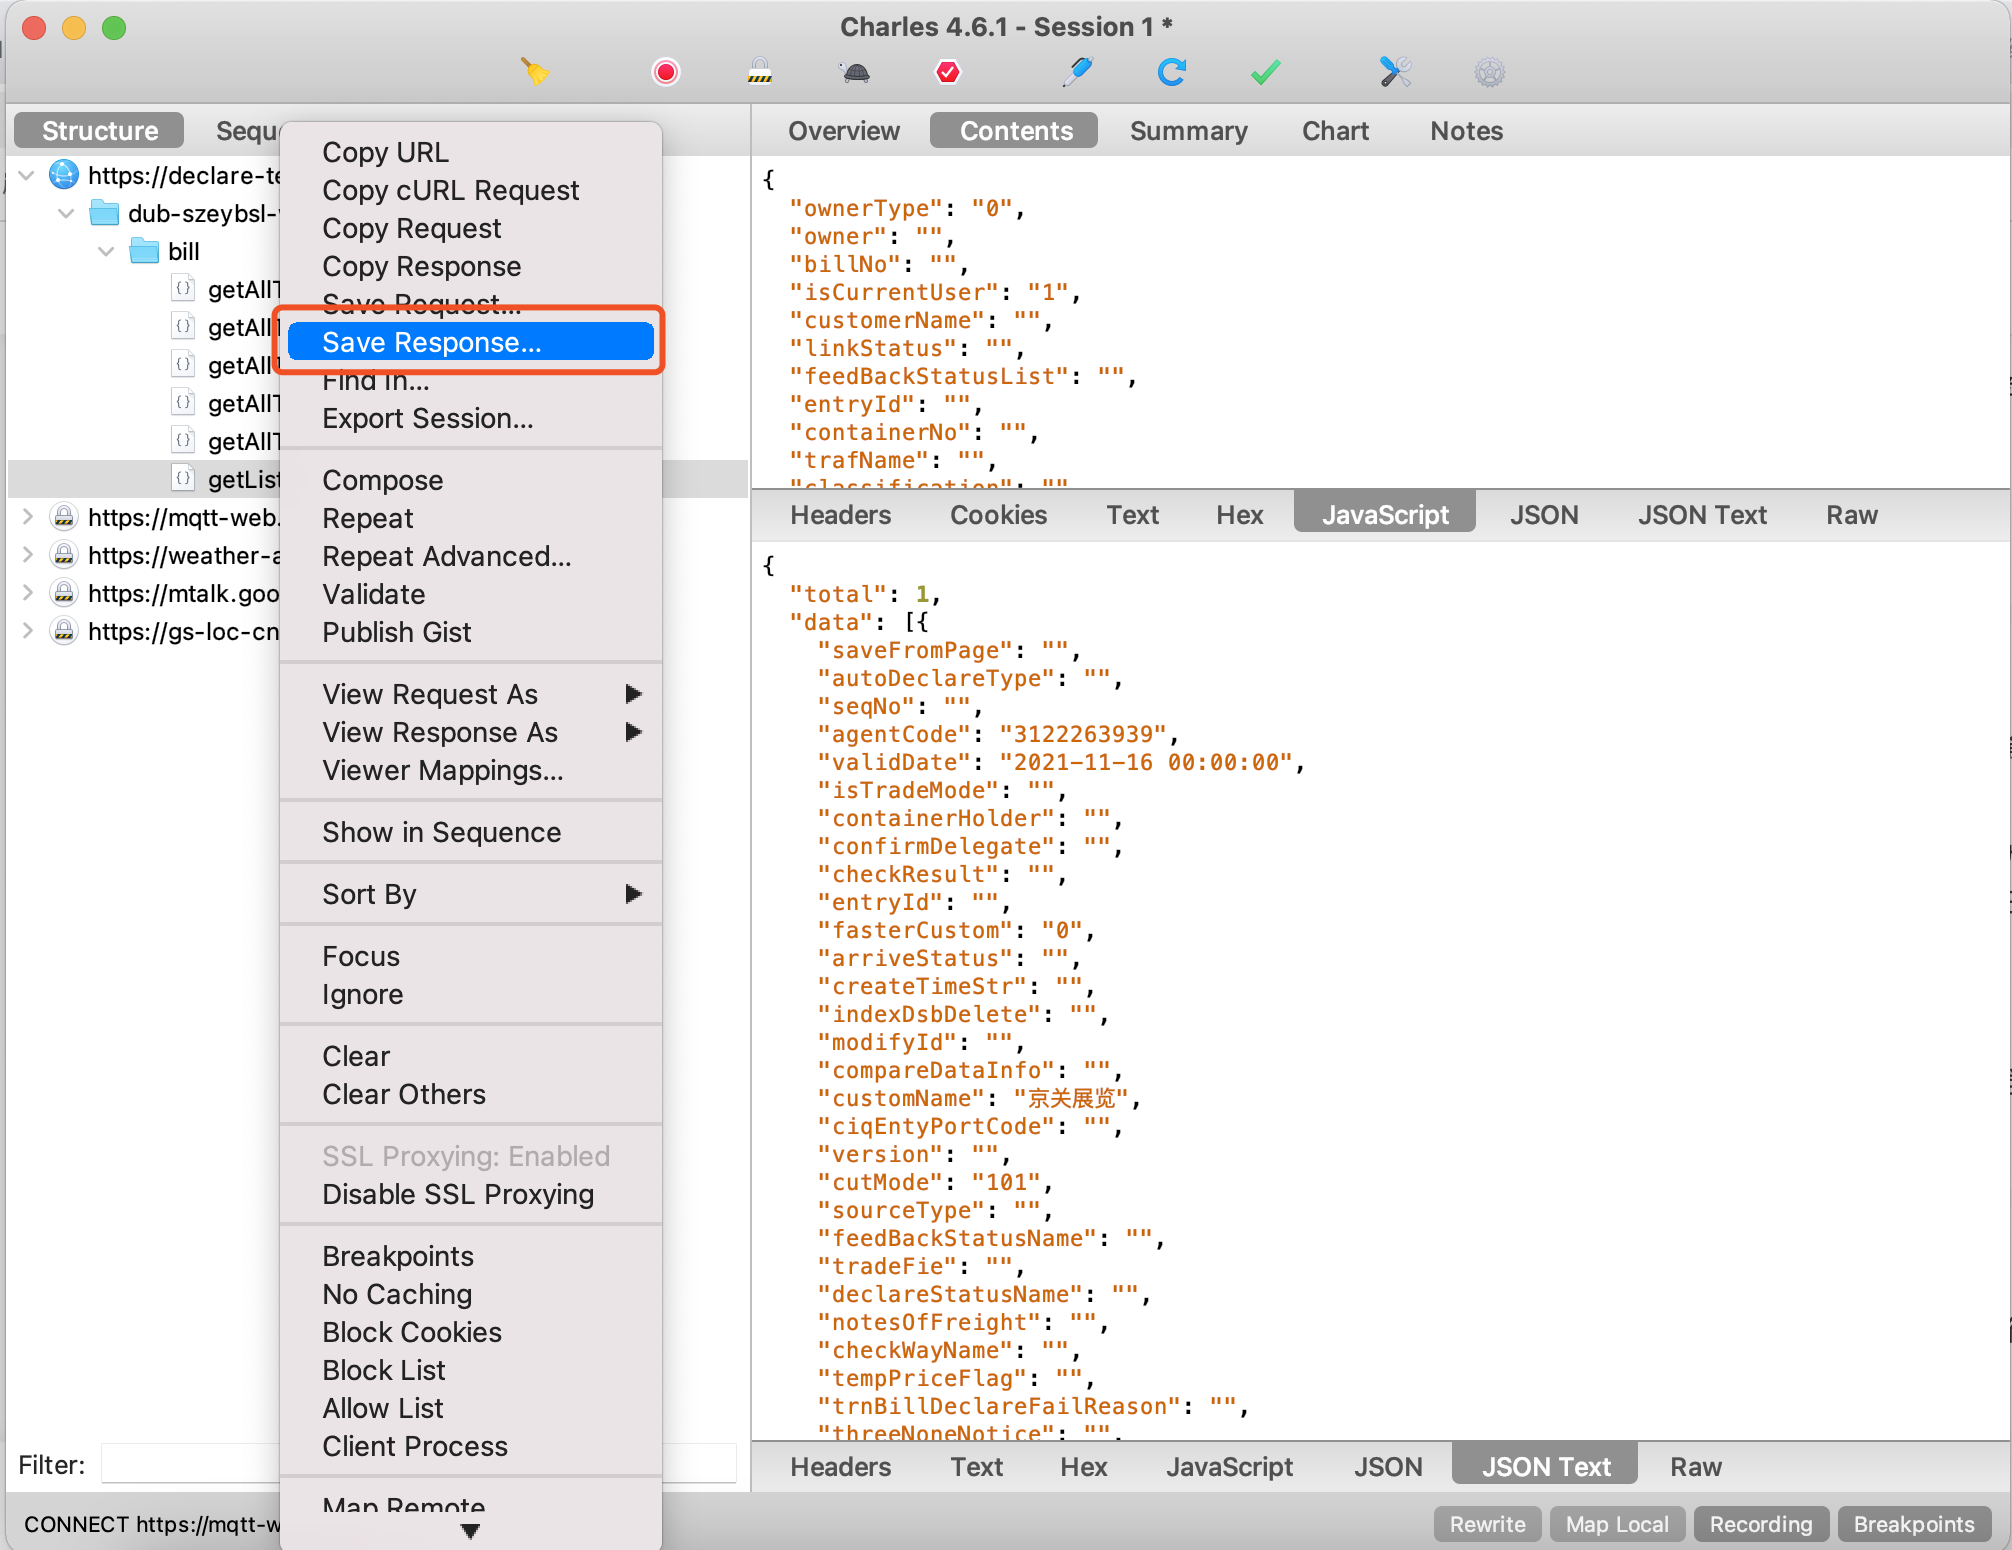 Charles 4.6.1 - Session 1 *
Structure
Overview
Contents
Summary
Chart
Notes
https://declare-te
dub-szeybsl-
bill
getAllT
getAll
getAll
getAllT
getAllT
getList
https://mqtt-web.
https://weather-a
https://mtalk.goo
https://gs-loc-cn
Copy URL
Copy cURL Request
Copy Request
Copy Response
Save Request...
Save Response...
Find In...
Export Session...
Compose
Repeat
Repeat Advanced...
Validate
Publish Gist
View Request As
View Response As
Viewer Mappings...
Show in Sequence
Sort By
Focus
Ignore
Clear
Clear Others
SSL Proxying: Enabled
Disable SSL Proxying
Breakpoints
No Caching
Block Cookies
Block List
Allow List
Client Process
Map Remote
{
"ownerType": "0",
"owner": "",
"billNo": "",
"isCurrentUser": "1",
"customerName": "",
"linkStatus": "",
"feedBackStatusList": "",
"entryId": "",
"containerNo": "",
"trafName": "",
"classification": ""
Headers Cookies Text Hex JavaScript JSON JSON Text Raw
{
"total": 1,
"data": [{
"saveFromPage": "",
"autoDeclareType": "",
"seqNo": "",
"agentCode": "3122263939",
"validDate": "2021-11-16 00:00:00",
"isTradeMode": "",
"containerHolder": "",
"confirmDelegate": "",
"checkResult": "",
"entryId": "",
"fasterCustom": "0",
"arriveStatus": "",
"createTimeStr": "",
"indexDsbDelete": "",
"modifyId": "",
"compareDataInfo": "",
"customName": "京关展览",
"ciqEntyPortCode": "",
"version": "",
"cutMode": "101",
"sourceType": "",
"feedBackStatusName": "",
"tradeFie": "",
"declareStatusName": "",
"notesOfFreight": "",
"checkWayName": "",
"tempPriceFlag": "",
"trnBillDeclareFailReason": "",
"threeNoneNotice": "",
Headers Text Hex JavaScript JSON JSON Text Raw
Filter:
CONNECT https://mqtt-w
Rewrite Map Local Recording Breakpoints